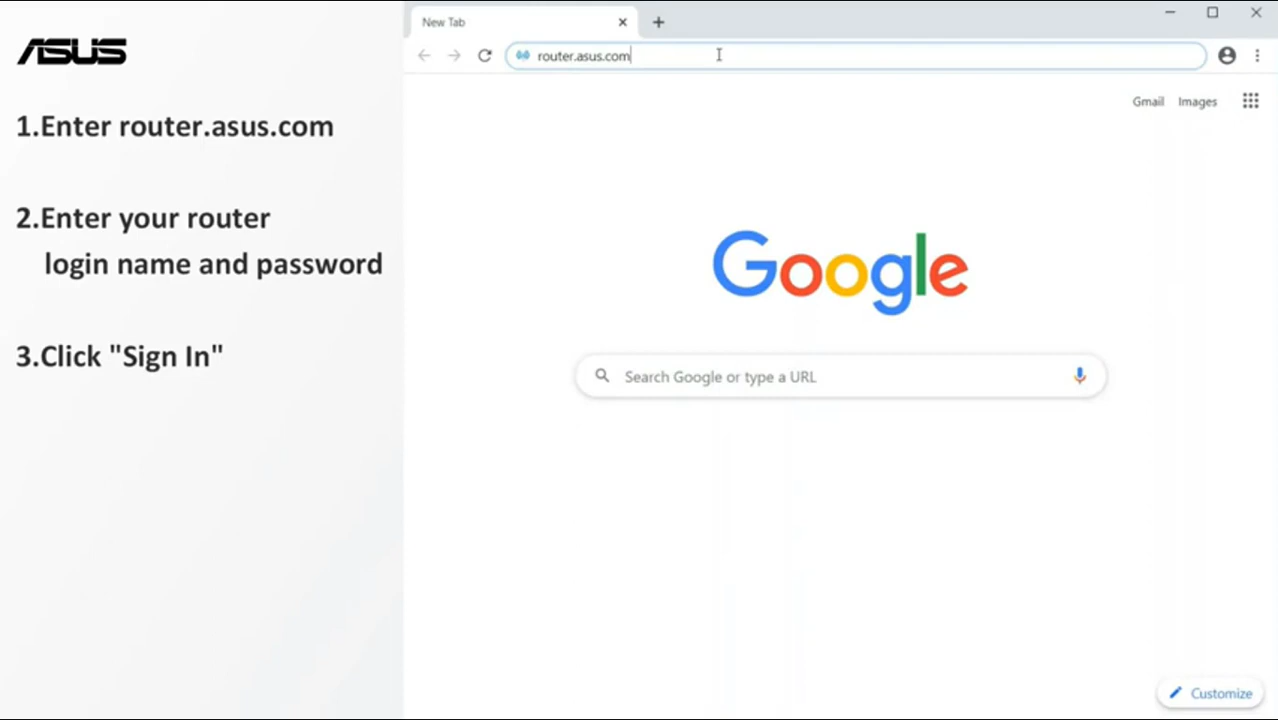 ASUS
1.Enter router.asus.com
2.Enter your router
login name and password
3.Click "Sign In"
New Tab
router.asus.com
Gmail Images
Google
Search Google or type a URL
Customize